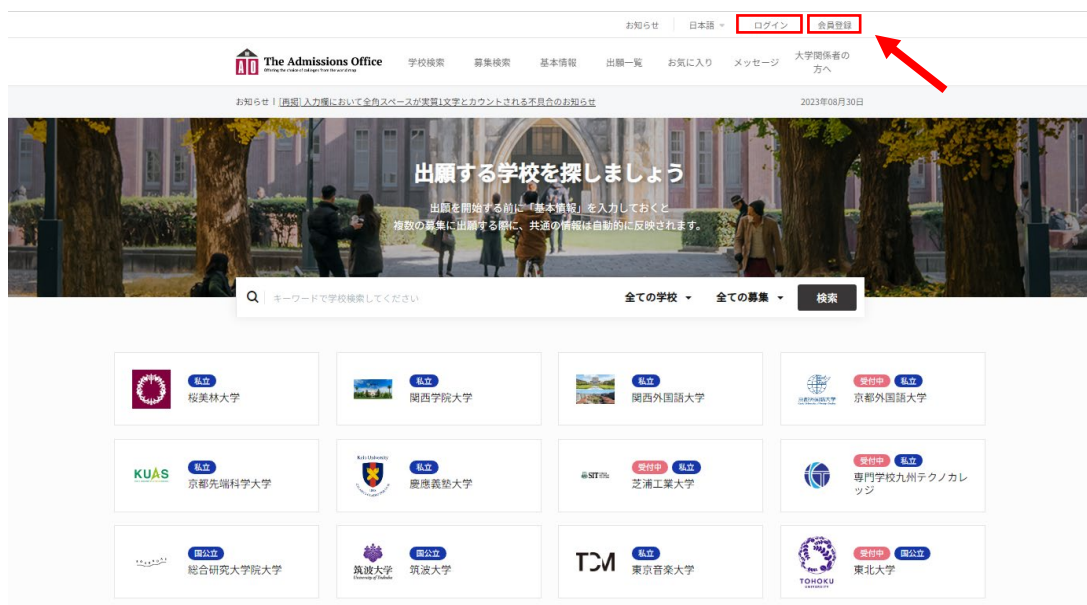 お知らせ
日本語
ログイン
会員登録
The Admissions Office
学校検索
募集検索
基本情報
出願一覧
お気に入り
メッセージ
大学関係者の
方へ
お知らせ | [再掲] 入力欄において全角スペースが実質1文字とカウントされる不具合のお知らせ
2023年08月30日
出願する学校を探しましょう
出願を開始する前に「基本情報」を入力しておくと
複数の募集に出願する際に、共通の情報は自動的に反映されます。
キーワードで学校検索してください
全ての学校
全ての募集
検索
私立
桜美林大学
私立
関西学院大学
私立
関西外国語大学
受付中 私立
京都外国語大学
KUAS
私立
京都先端科学大学
Keio University
私立
慶應義塾大学
SIT
受付中 私立
芝浦工業大学
受付中 私立
専門学校九州テクノカレ
ッジ
国公立
総合研究大学院大学
筑波大学
University of Tsukuba
国公立
筑波大学
TCM
私立
東京音楽大学
TOHOKU
UNIVERSITY
受付中 国公立
東北大学